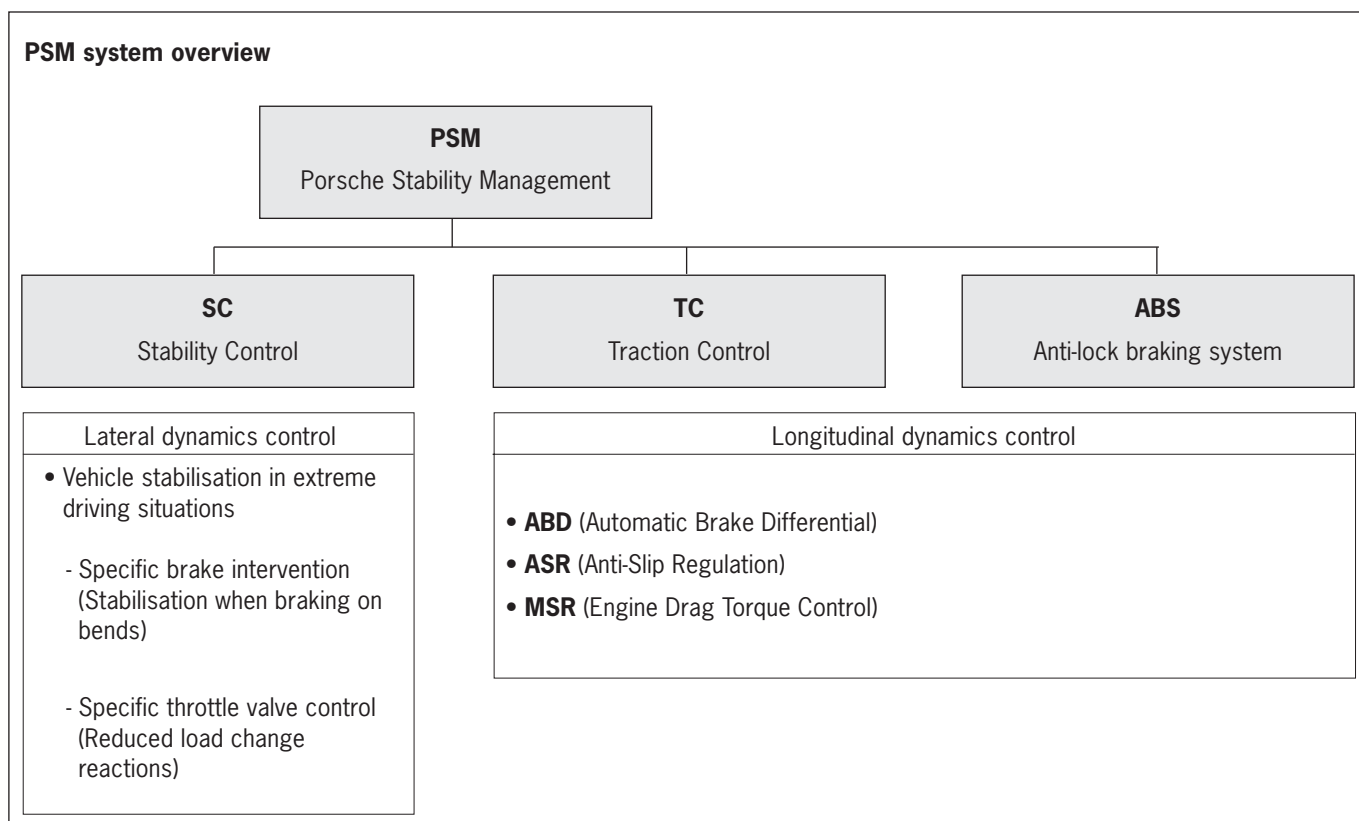 PSM system overview
PSM
Porsche Stability Management
SC
Stability Control
TC
Traction Control
ABS
Anti-lock braking system
Lateral dynamics control
• Vehicle stabilisation in extreme
driving situations
- Specific brake intervention
(Stabilisation when braking on
bends)
- Specific throttle valve control
(Reduced load change
reactions)
Longitudinal dynamics control
• ABD (Automatic Brake Differential)
• ASR (Anti-Slip Regulation)
• MSR (Engine Drag Torque Control)